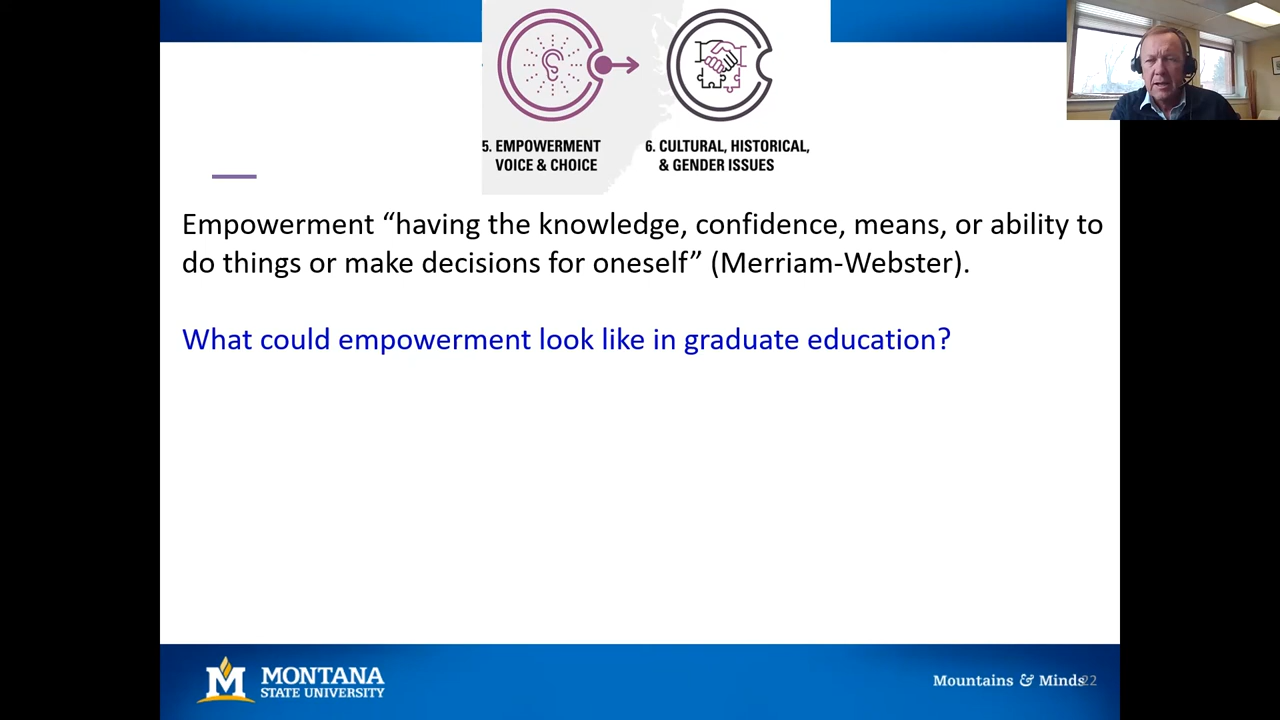 5. EMPOWERMENT
VOICE & CHOICE
6. CULTURAL, HISTORICAL,
& GENDER ISSUES
Empowerment “having the knowledge, confidence, means, or ability to
do things or make decisions for oneself” (Merriam-Webster).
What could empowerment look like in graduate education?
M MONTANA
STATE UNIVERSITY
Mountains & Minds 22